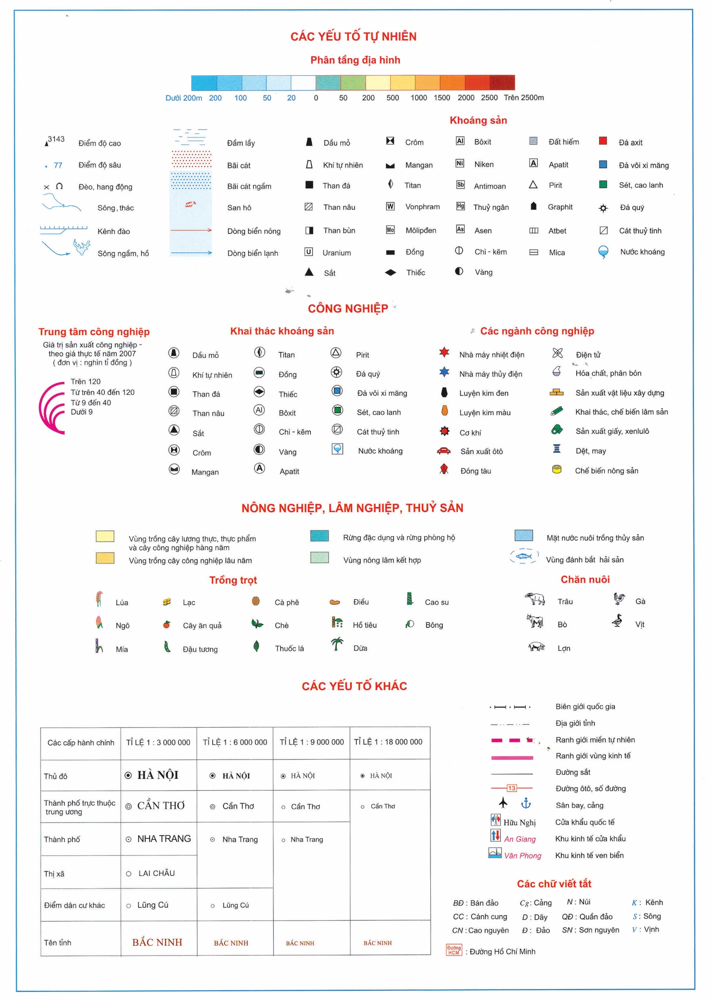 CÁC YẾU TỐ TỰ NHIÊN
Phân tầng địa hình
Dưới 200m 200 100 50 20 0 50 200 500 1000 1500 2000 2500 Trên 2500m
Khoáng sản
3143 Điểm độ cao
77 Điểm độ sâu
Đèo, hang động
Sông, thác
Kênh đào
Sông ngầm, hồ
Đầm lầy
Bãi cát
Bãi cát ngầm
San hô
Dòng biển nóng
Dòng biển lạnh
Dầu mỏ
Khí tự nhiên
Than đá
Than nâu
Than bùn
U Uranium
Sắt
Crôm
Mangan
Titan
W Vonphram
Mo Môlipđen
Đồng
Thiếc
Al Bôxit
Ni Niken
Sb Antimoan
Hg Thuỷ ngân
As Asen
Chì - kẽm
Vàng
Đất hiếm
A Apatit
Pirit
Graphit
Atbet
Mica
Đá axit
Đá vôi xi măng
Sét, cao lanh
Đá quý
Cát thuỷ tinh
Nước khoáng
CÔNG NGHIỆP
Trung tâm công nghiệp
Giá trị sản xuất công nghiệp -
theo giá thực tế năm 2007
( đơn vị : nghìn tỉ đồng )
Trên 120
Từ trên 40 đến 120
Từ 9 đến 40
Dưới 9
Khai thác khoáng sản
Dầu mỏ
Khí tự nhiên
Than đá
Than nâu
Sắt
Crôm
Mangan
Titan
Đồng
Thiếc
Al Bôxit
Chì - kẽm
Vàng
A Apatit
Pirit
Đá quý
Đá vôi xi măng
Sét, cao lanh
Cát thuỷ tinh
Nước khoáng
Các ngành công nghiệp
Nhà máy nhiệt điện
Nhà máy thủy điện
Luyện kim đen
Luyện kim màu
Cơ khí
Sản xuất ôtô
Đóng tàu
Điện tử
Hóa chất, phân bón
Sản xuất vật liệu xây dựng
Khai thác, chế biến lâm sản
Sản xuất giấy, xenlulô
Dệt, may
Chế biến nông sản
NÔNG NGHIỆP, LÂM NGHIỆP, THUỶ SẢN
Vùng trồng cây lương thực, thực phẩm
và cây công nghiệp hàng năm
Vùng trồng cây công nghiệp lâu năm
Rừng đặc dụng và rừng phòng hộ
Vùng nông lâm kết hợp
Mặt nước nuôi trồng thủy sản
Vùng đánh bắt hải sản
Trồng trọt
Lúa
Ngô
Mía
Lạc
Cây ăn quả
Đậu tương
Cà phê
Chè
Thuốc lá
Điều
Hồ tiêu
Dừa
Cao su
Bông
Chăn nuôi
Trâu
Bò
Lợn
Gà
Vịt
CÁC YẾU TỐ KHÁC
Các cấp hành chính TỈ LỆ 1 : 3 000 000 TỈ LỆ 1 : 6 000 000 TỈ LỆ 1 : 9 000 000 TỈ LỆ 1 : 18 000 000
Thủ đô HÀ NỘI HÀ NỘI HÀ NỘI HÀ NỘI
Thành phố trực thuộc
trung ương CẦN THƠ Cần Thơ Cần Thơ Cần Thơ
Thành phố NHA TRANG Nha Trang Nha Trang
Thị xã LAI CHÂU
Điểm dân cư khác Lũng Cú Lũng Cú
Tên tỉnh BẮC NINH BẮC NINH BẮC NINH BẮC NINH
Biên giới quốc gia
Địa giới tỉnh
Ranh giới miền tự nhiên
Ranh giới vùng kinh tế
Đường sắt
13 Đường ôtô, số đường
Sân bay, cảng
Hữu Nghị Cửa khẩu quốc tế
An Giang Khu kinh tế cửa khẩu
Vân Phong Khu kinh tế ven biển
Các chữ viết tắt
BĐ : Bán đảo Cg : Cảng N : Núi K : Kênh
CC : Cánh cung D : Dãy QĐ : Quần đảo S : Sông
CN : Cao nguyên Đ : Đảo SN : Sơn nguyên V : Vịnh
Đường
HCM : Đường Hồ Chí Minh